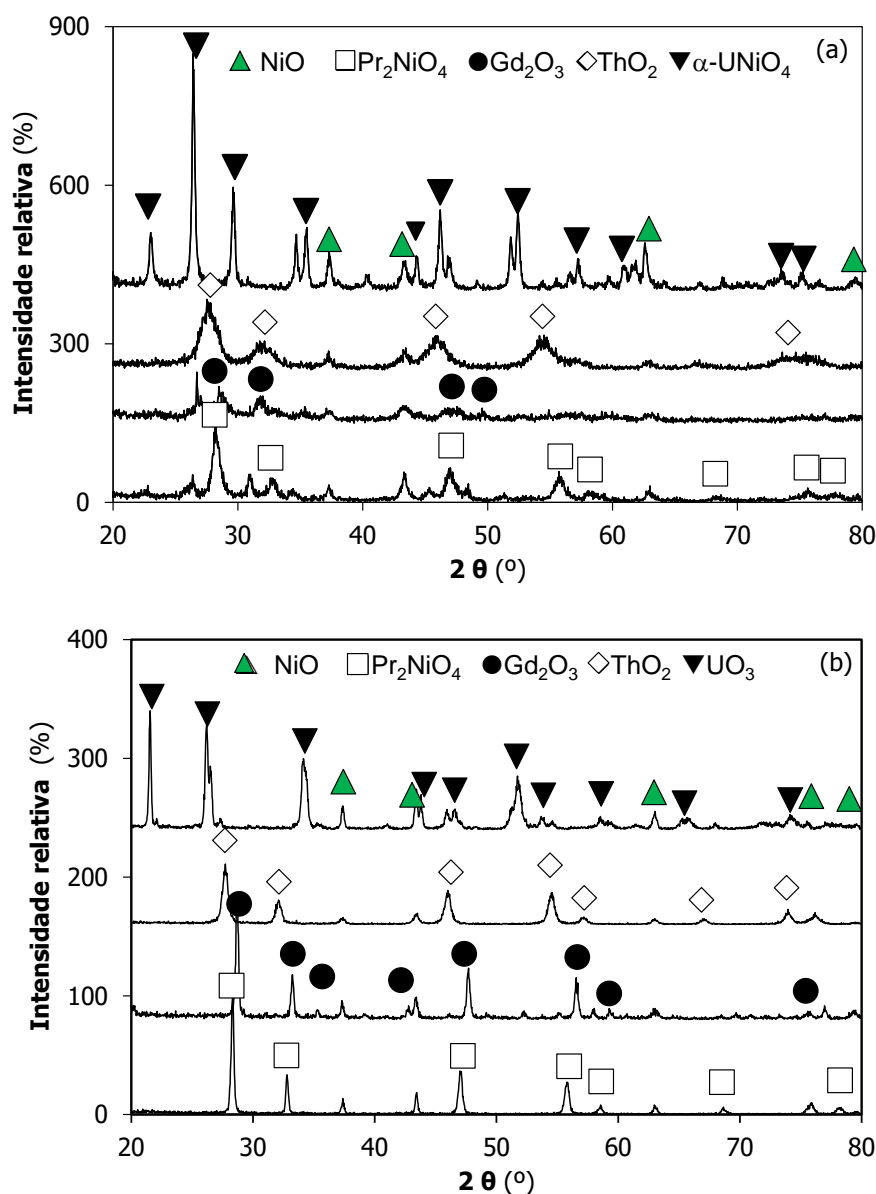 900
(a)
NiO Pr₂NiO₄ Gd₂O₃ ThO₂ α-UNiO₄
600
300
0
Intensidade relativa (%)
20 30 40 50 60 70 80
2 θ (º)
400
(b)
NiO Pr₂NiO₄ Gd₂O₃ ThO₂ UO₃
300
200
100
0
Intensidade relativa (%)
20 30 40 50 60 70 80
2 θ (º)